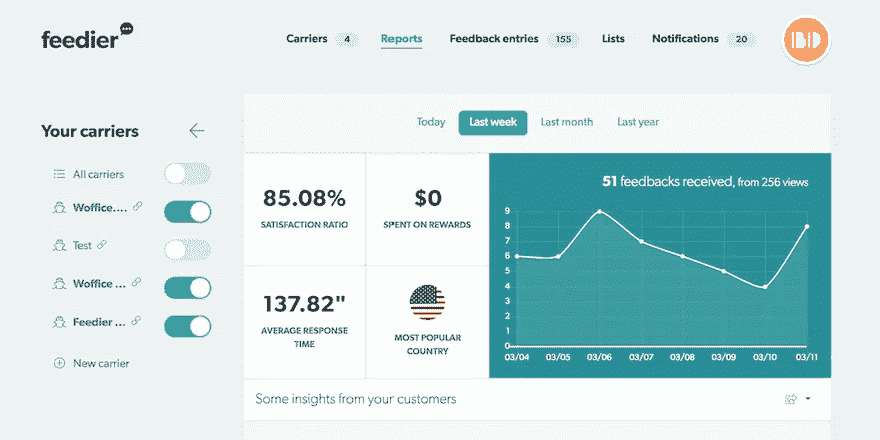 feedier
Carriers 4 Reports Feedback entries 155 Lists Notifications 20
Your carriers
All carriers
Woffice....
Test
Woffice ...
Feedier ...
New carrier
Today Last week Last month Last year
85.08%
SATISFACTION RATIO
$0
SPENT ON REWARDS
137.82"
AVERAGE RESPONSE
TIME
MOST POPULAR
COUNTRY
51 feedbacks received, from 256 views
9
8
7
6
5
4
3
2
1
0
03/04 03/05 03/06 03/07 03/08 03/09 03/10 03/11
Some insights from your customers